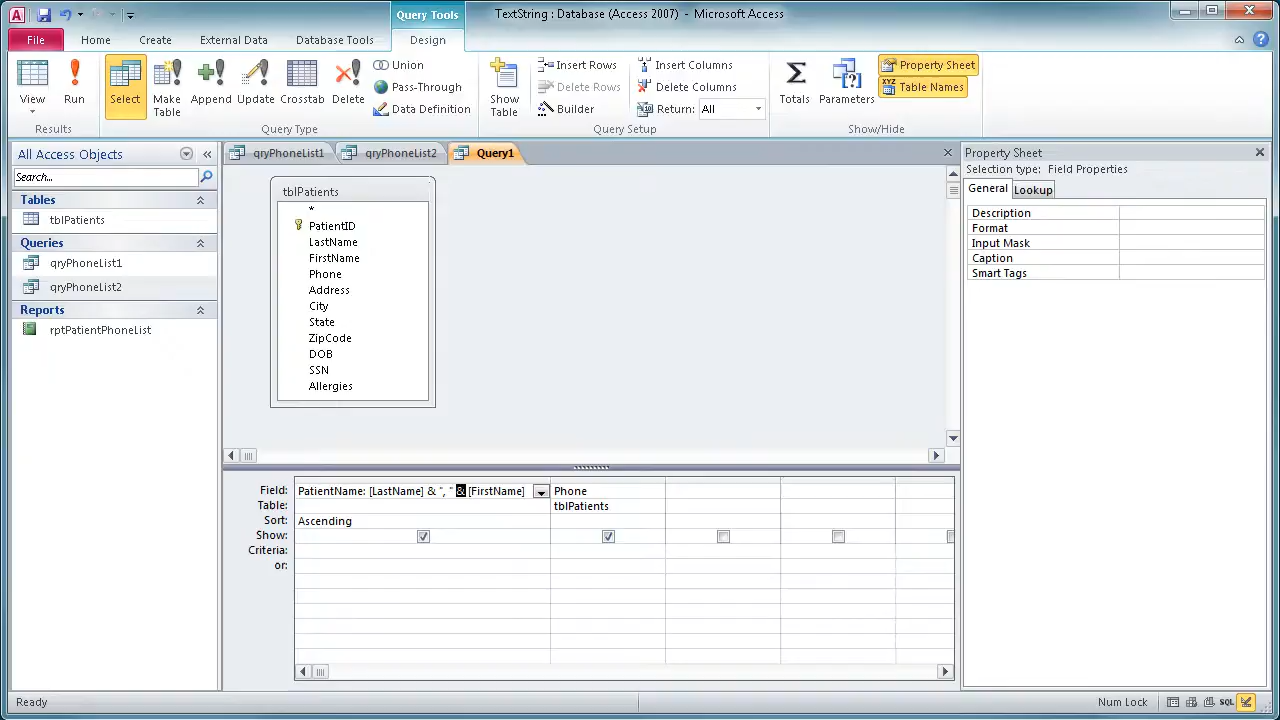 Query Tools
TextString : Database (Access 2007) - Microsoft Access
File Home Create External Data Database Tools Design
View
Run
Results
Select
Make Table
Append
Update
Crosstab
Delete
Union
Pass-Through
Data Definition
Query Type
Show Table
Insert Rows
Delete Rows
Builder
Insert Columns
Delete Columns
Return: All
Query Setup
Totals
Parameters
Property Sheet
Table Names
Show/Hide
All Access Objects
Search...
Tables
tblPatients
Queries
qryPhoneList1
qryPhoneList2
Reports
rptPatientPhoneList
qryPhoneList1 qryPhoneList2 Query1
tblPatients
*
PatientID
LastName
FirstName
Phone
Address
City
State
ZipCode
DOB
SSN
Allergies
Field: PatientName: [LastName] & ", " & [FirstName] Phone
Table: tblPatients
Sort: Ascending
Show:
Criteria:
or:
Property Sheet
Selection type: Field Properties
General Lookup
Description
Format
Input Mask
Caption
Smart Tags
Ready
Num Lock
SQL